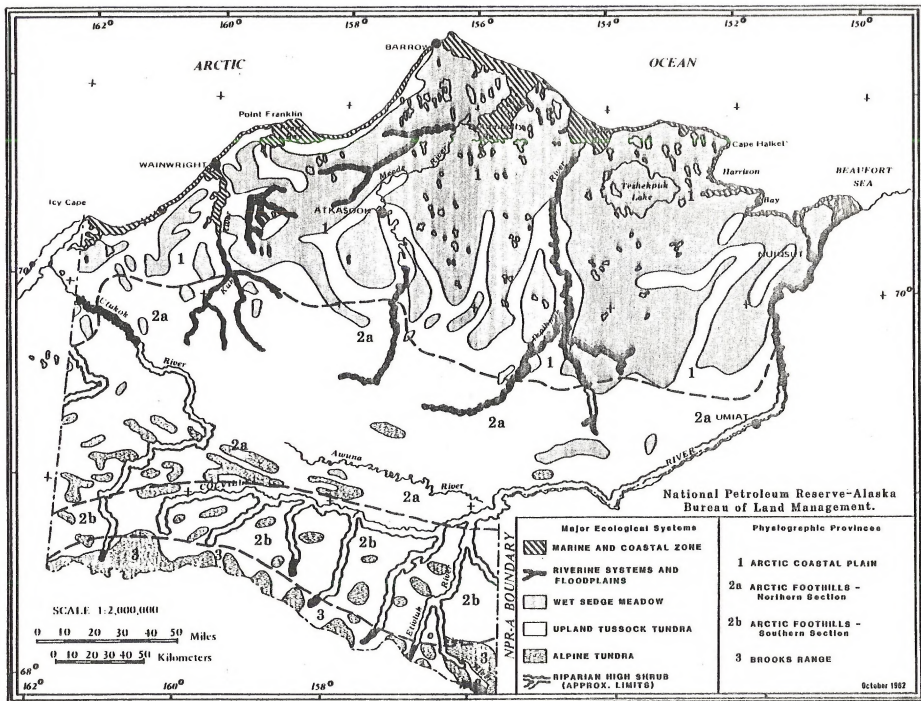 162 160 158 156 154 152 150
BARROW
ARCTIC OCEAN
Point Franklin
WAINWRIGHT
Icy Cape
Meade River
ATKASOOK
1
Cape Halket
Harrison
Bay
Teshekpuk
Lake
BEAUFORT
SEA
River
NUIQSUT
70°
70°
1
1
1
1
1
1
2a
2a
2a
2a
2a
2a
Utukok
River
UMIAT
RIVER
Awuna
River
2b
2b
2b
2b
3
3
3
3
Etivluk
River
68°
162 160 158
SCALE 1:2,000,000
0 10 20 30 40 50 Miles
0 10 20 30 40 50
Kilometers
NPR-A BOUNDARY
National Petroleum Reserve-Alaska
Bureau of Land Management.
Major Ecological Systems
MARINE AND COASTAL ZONE
RIVERINE SYSTEMS AND
FLOODPLAINS
WET SEDGE MEADOW
UPLAND TUSSOCK TUNDRA
ALPINE TUNDRA
RIPARIAN HIGH SHRUB
(APPROX. LIMITS)
Physiographic Provinces
1 ARCTIC COASTAL PLAIN
2a ARCTIC FOOTHILLS -
Northern Section
2b ARCTIC FOOTHILLS -
Southern Section
3 BROOKS RANGE
October 1982